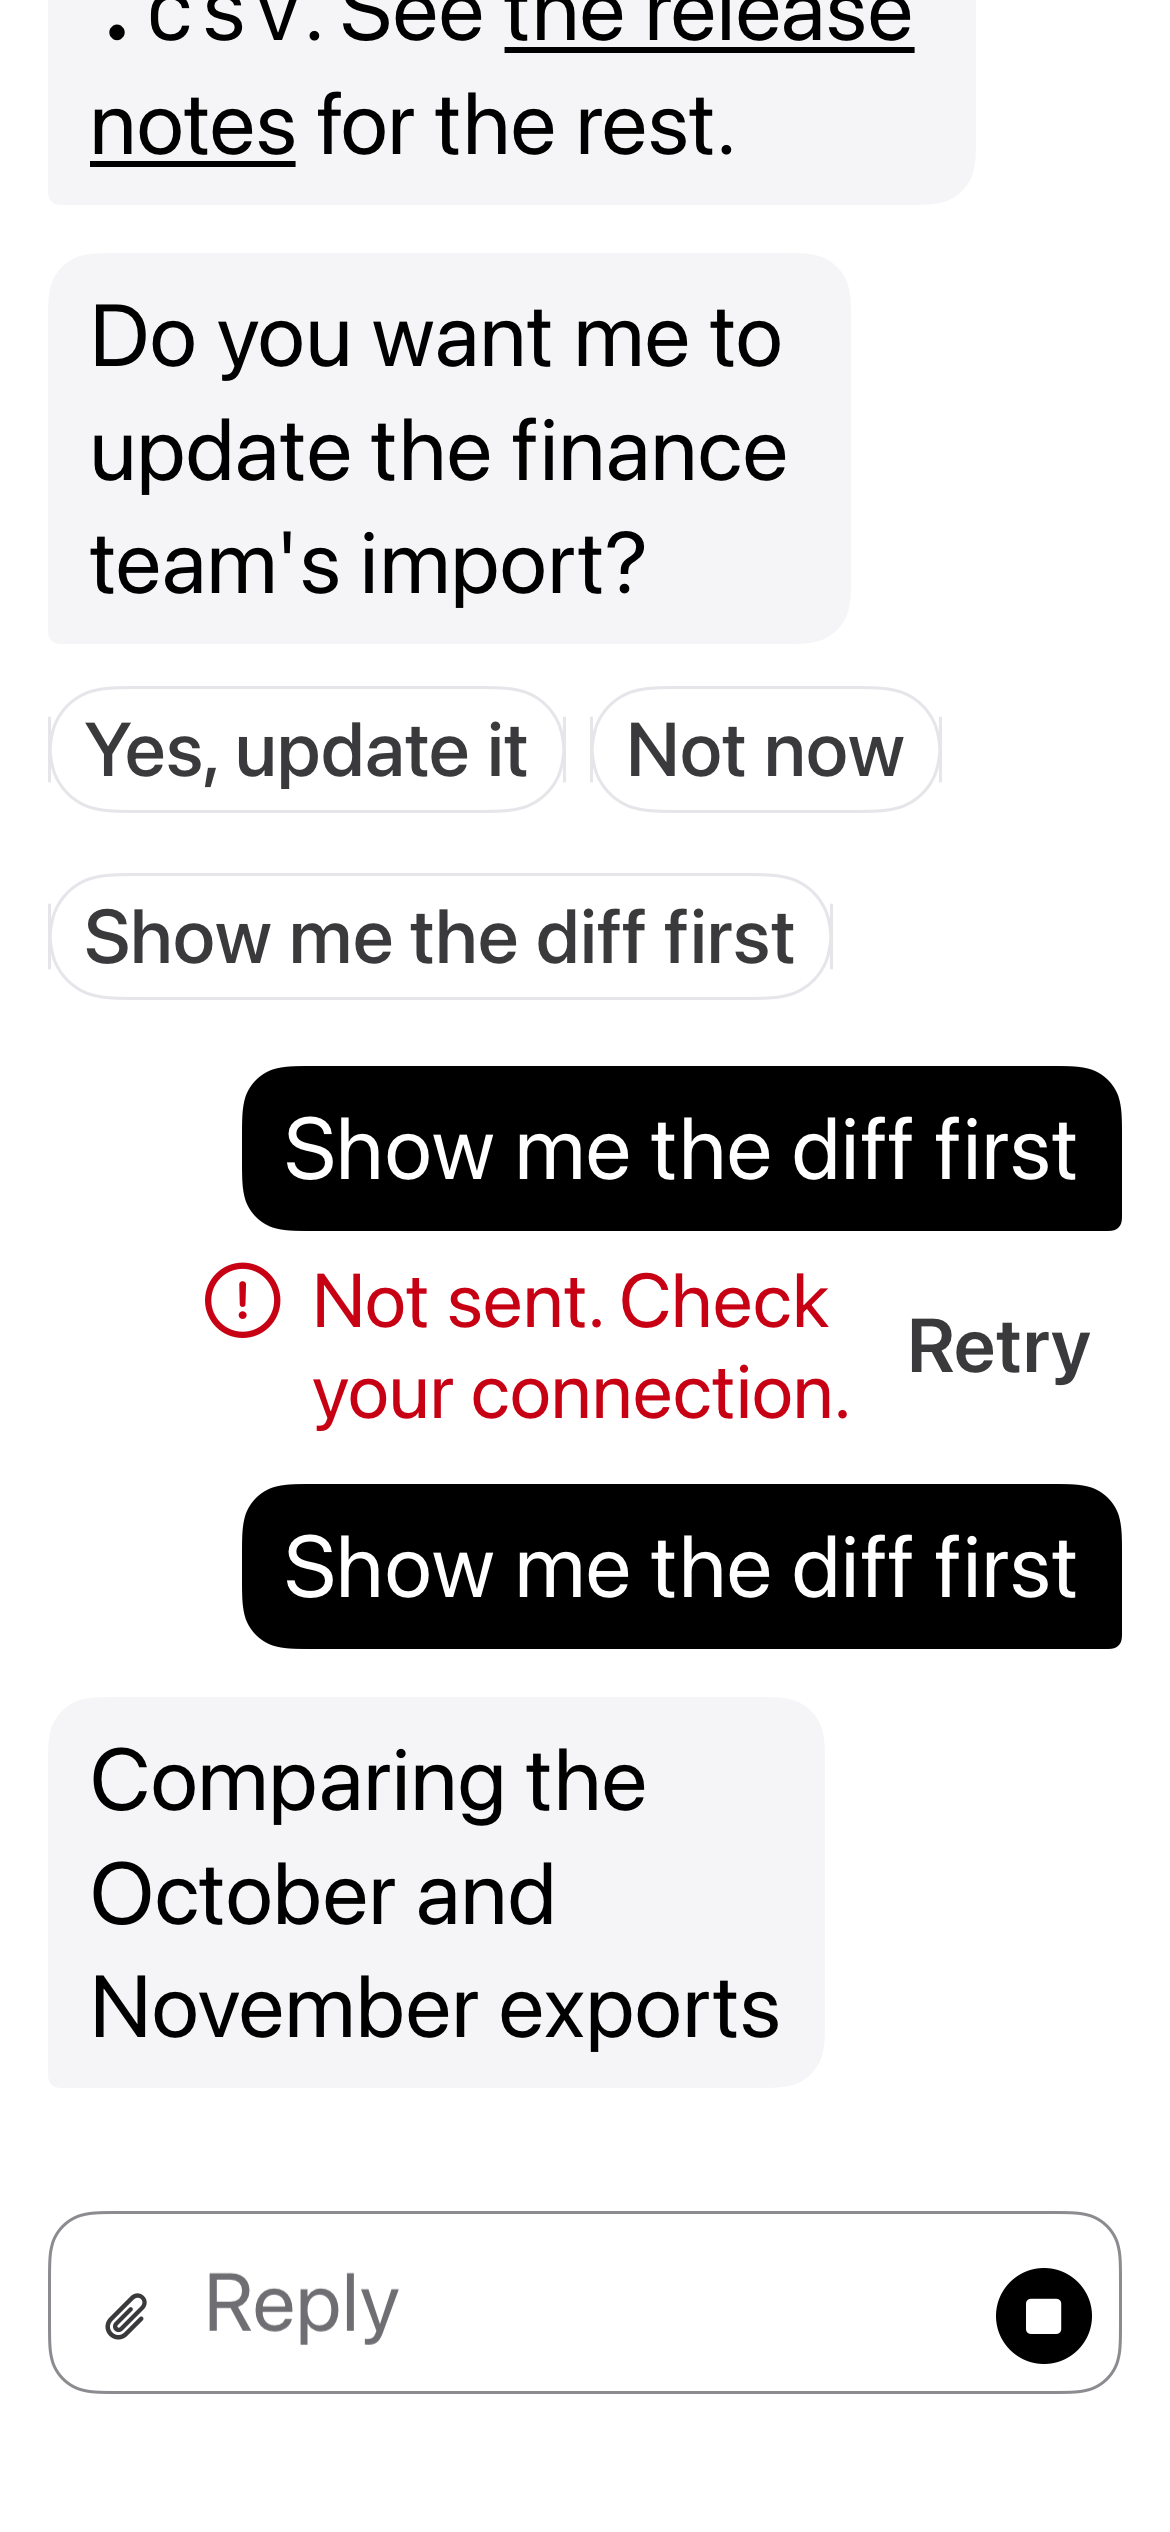 .csv. See the release
notes for the rest.
Do you want me to
update the finance
team's import?
Yes, update it
Not now
Show me the diff first
Show me the diff first
Not sent. Check
your connection.
Retry
Show me the diff first
Comparing the
October and
November exports
Reply